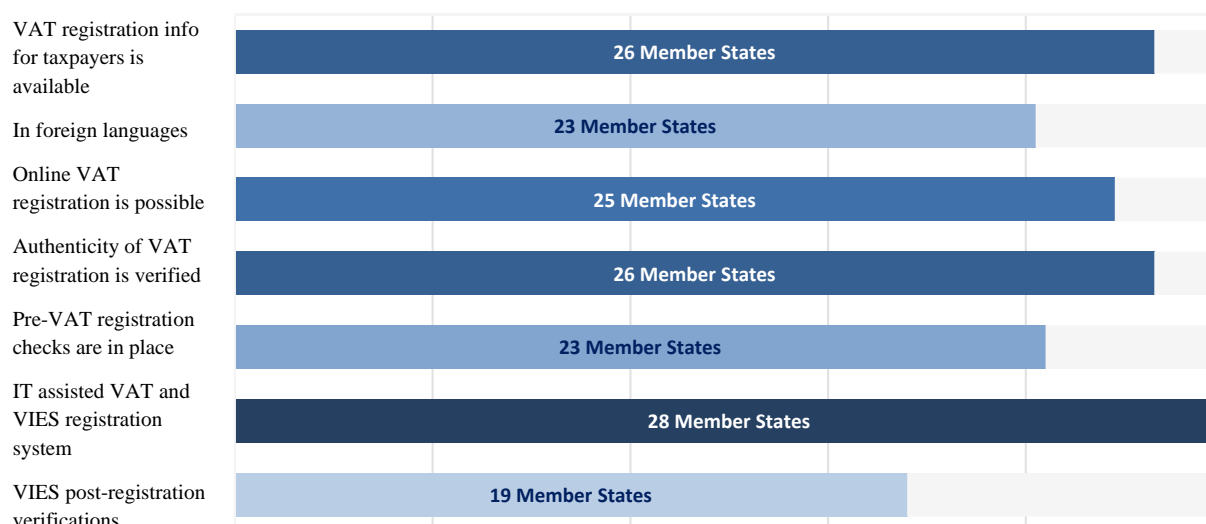 VAT registration info
for taxpayers is
available
26 Member States
In foreign languages
23 Member States
Online VAT
registration is possible
25 Member States
Authenticity of VAT
registration is verified
26 Member States
Pre-VAT registration
checks are in place
23 Member States
IT assisted VAT and
VIES registration
system
28 Member States
VIES post-registration
verifications
19 Member States